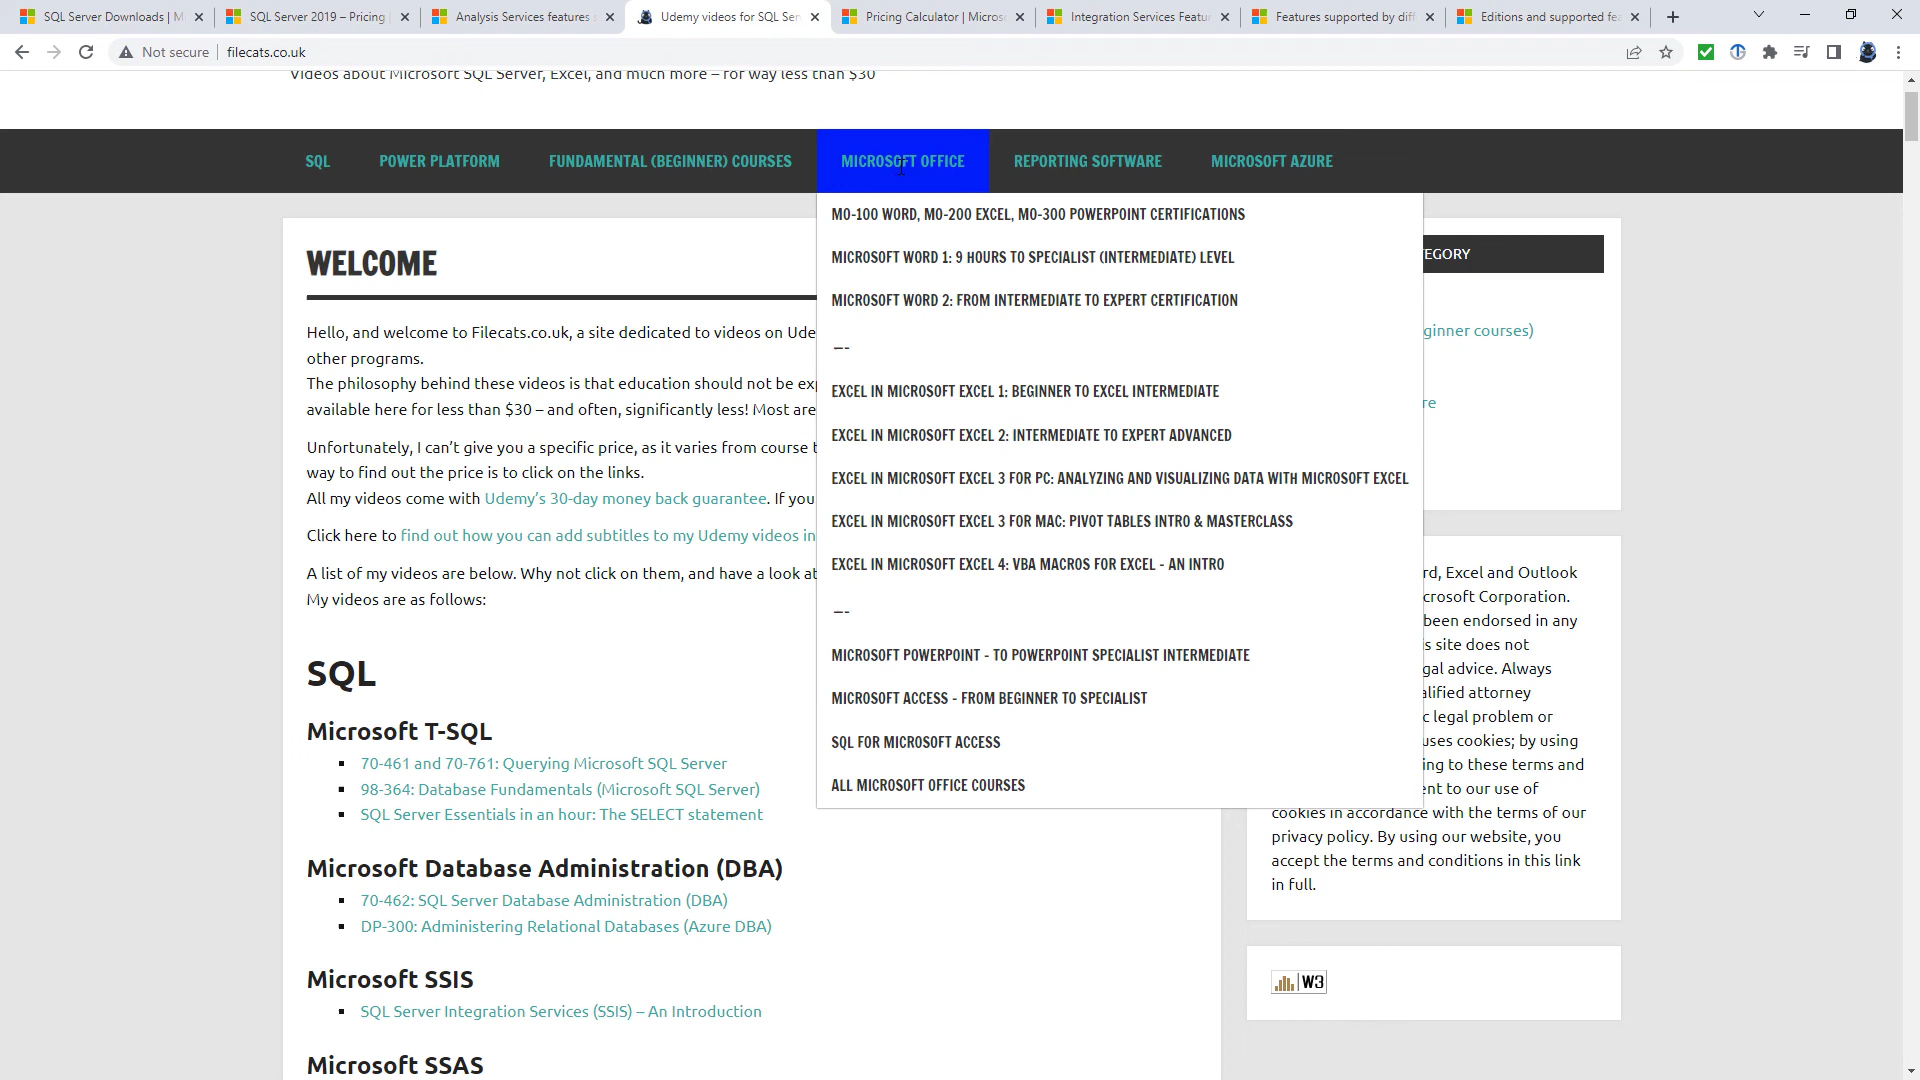 SQL Server Downloads | M
SQL Server 2019 – Pricing
Analysis Services features
Udemy videos for SQL Ser
Pricing Calculator | Micros
Integration Services Featu
Features supported by diff
Editions and supported fe
Not secure
filecats.co.uk
Videos about Microsoft SQL Server, Excel, and much more – for way less than $30
SQL
POWER PLATFORM
FUNDAMENTAL (BEGINNER) COURSES
MICROSOFT OFFICE
REPORTING SOFTWARE
MICROSOFT AZURE
MO-100 WORD, MO-200 EXCEL, MO-300 POWERPOINT CERTIFICATIONS
MICROSOFT WORD 1: 9 HOURS TO SPECIALIST (INTERMEDIATE) LEVEL
MICROSOFT WORD 2: FROM INTERMEDIATE TO EXPERT CERTIFICATION
—-
EXCEL IN MICROSOFT EXCEL 1: BEGINNER TO EXCEL INTERMEDIATE
EXCEL IN MICROSOFT EXCEL 2: INTERMEDIATE TO EXPERT ADVANCED
EXCEL IN MICROSOFT EXCEL 3 FOR PC: ANALYZING AND VISUALIZING DATA WITH MICROSOFT EXCEL
EXCEL IN MICROSOFT EXCEL 3 FOR MAC: PIVOT TABLES INTRO & MASTERCLASS
EXCEL IN MICROSOFT EXCEL 4: VBA MACROS FOR EXCEL – AN INTRO
—-
MICROSOFT POWERPOINT – TO POWERPOINT SPECIALIST INTERMEDIATE
MICROSOFT ACCESS – FROM BEGINNER TO SPECIALIST
SQL FOR MICROSOFT ACCESS
ALL MICROSOFT OFFICE COURSES
WELCOME
Hello, and welcome to Filecats.co.uk, a site dedicated to videos on Ude
other programs.
The philosophy behind these videos is that education should not be exp
available here for less than $30 – and often, significantly less! Most are
Unfortunately, I can’t give you a specific price, as it varies from course t
way to find out the price is to click on the links.
All my videos come with Udemy’s 30-day money back guarantee. If you
Click here to find out how you can add subtitles to my Udemy videos in
A list of my videos are below. Why not click on them, and have a look at
My videos are as follows:
SQL
Microsoft T-SQL
70-461 and 70-761: Querying Microsoft SQL Server
98-364: Database Fundamentals (Microsoft SQL Server)
SQL Server Essentials in an hour: The SELECT statement
Microsoft Database Administration (DBA)
70-462: SQL Server Database Administration (DBA)
DP-300: Administering Relational Databases (Azure DBA)
Microsoft SSIS
SQL Server Integration Services (SSIS) – An Introduction
Microsoft SSAS
EGORY
ginner courses)
re
rd, Excel and Outlook
crosoft Corporation.
been endorsed in any
s site does not
gal advice. Always
alified attorney
c legal problem or
uses cookies; by using
ing to these terms and
ent to our use of
cookies in accordance with the terms of our
privacy policy. By using our website, you
accept the terms and conditions in this link
in full.
W3